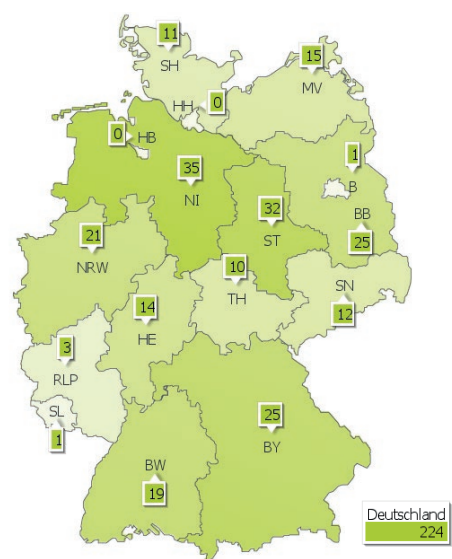 11
SH
15
MV
HH
0
0
HB
1
B
35
NI
32
ST
BB
25
21
NRW
10
TH
SN
12
14
HE
3
RLP
SL
1
25
BY
BW
19
Deutschland
224